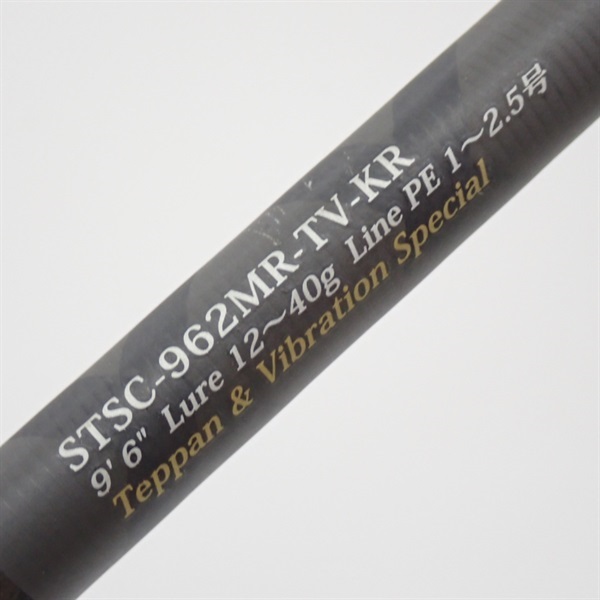 STSC-962MR-TV-KR
9' 6" Lure 12～40g Line PE 1～2.5号
Teppan & Vibration Special